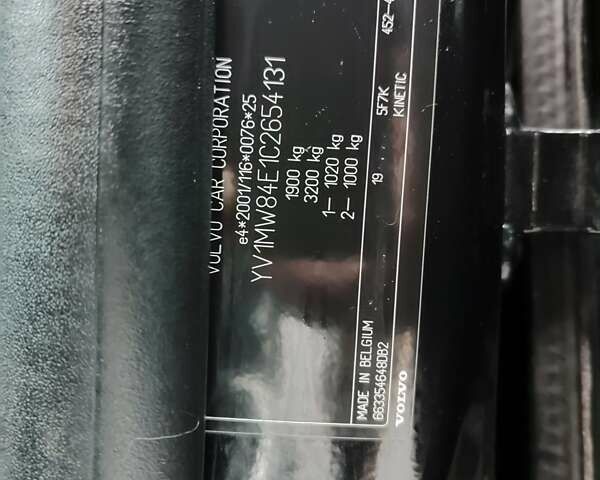 VOLVO CAR CORPORATION
e4*2001/116*0076*25
YV1MW84E1C2654131
1900 kg
3200 kg
1- 1020 kg
2- 1000 kg
MADE IN BELGIUM 19 . . . 5F7K 452-
663354648DB2 KINETIC
VOLVO